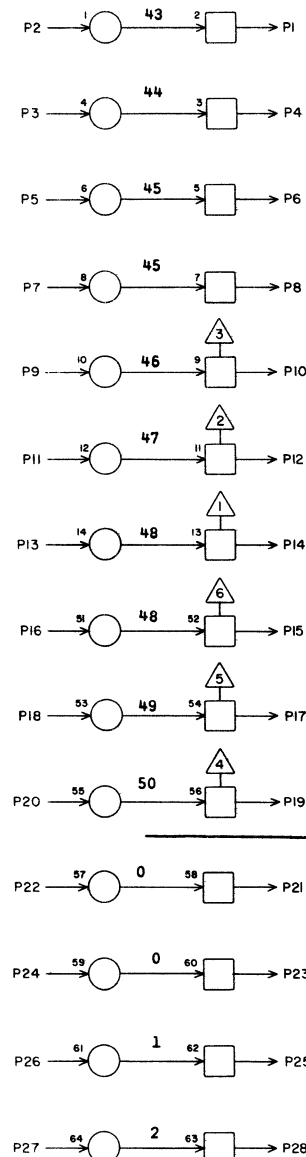 P2 1 43 2 P1
P3 4 44 3 P4
P5 6 45 5 P6
P7 8 45 7 P8
3
P9 10 46 9 P10
2
P11 12 47 11 P12
1
P13 14 48 13 P14
6
P16 51 48 52 P15
5
P18 53 49 54 P17
4
P20 55 50 56 P19
P22 57 0 58 P21
P24 59 0 60 P23
P26 61 1 62 P25
P27 64 2 63 P28